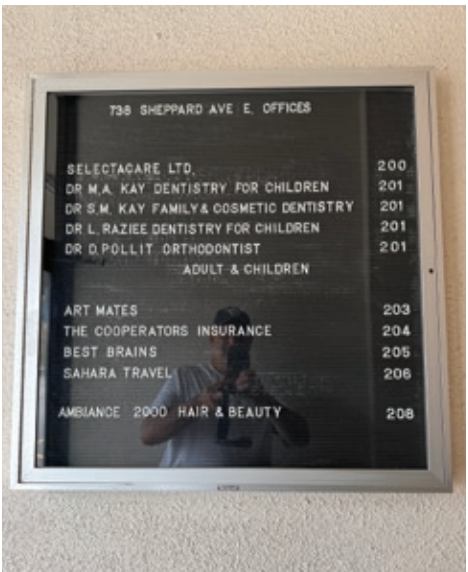 738 SHEPPARD AVE E. OFFICES
SELECTACARE LTD. 200
DR M.A. KAY DENTISTRY FOR CHILDREN 201
DR S.M. KAY FAMILY & COSMETIC DENTISTRY 201
DR L. RAZIEE DENTISTRY FOR CHILDREN 201
DR D.POLLIT ORTHODONTIST 201
ADULT & CHILDREN
ART MATES 203
THE COOPERATORS INSURANCE 204
BEST BRAINS 205
SAHARA TRAVEL 206
AMBIANCE 2000 HAIR & BEAUTY 208